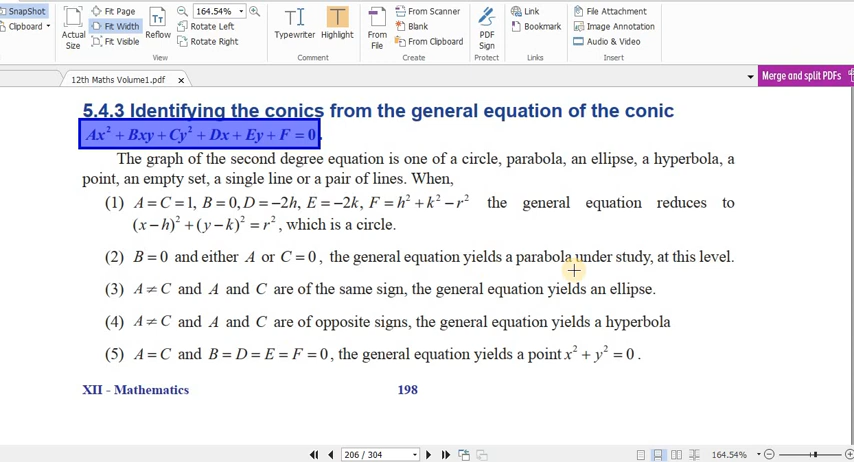 SnapShot
Clipboard
Actual Size
Fit Page
Fit Width
Fit Visible
Reflow
164.54%
Rotate Left
Rotate Right
View
Typewriter
Highlight
Comment
From File
From Scanner
Blank
From Clipboard
Create
PDF Sign
Protect
Link
Bookmark
Links
File Attachment
Image Annotation
Audio & Video
Insert
12th Maths Volume1.pdf x
Merge and split PDFs
5.4.3 Identifying the conics from the general equation of the conic
Ax² + Bxy + Cy² + Dx + Ey + F = 0.
The graph of the second degree equation is one of a circle, parabola, an ellipse, a hyperbola, a
point, an empty set, a single line or a pair of lines. When,
(1) A = C = 1, B = 0, D = −2h, E = −2k, F = h² + k² − r² the general equation reduces to
(x − h)² + (y − k)² = r², which is a circle.
(2) B = 0 and either A or C = 0, the general equation yields a parabola under study, at this level.
(3) A ≠ C and A and C are of the same sign, the general equation yields an ellipse.
(4) A ≠ C and A and C are of opposite signs, the general equation yields a hyperbola
(5) A = C and B = D = E = F = 0, the general equation yields a point x² + y² = 0.
XII - Mathematics 198
206 / 304
164.54%